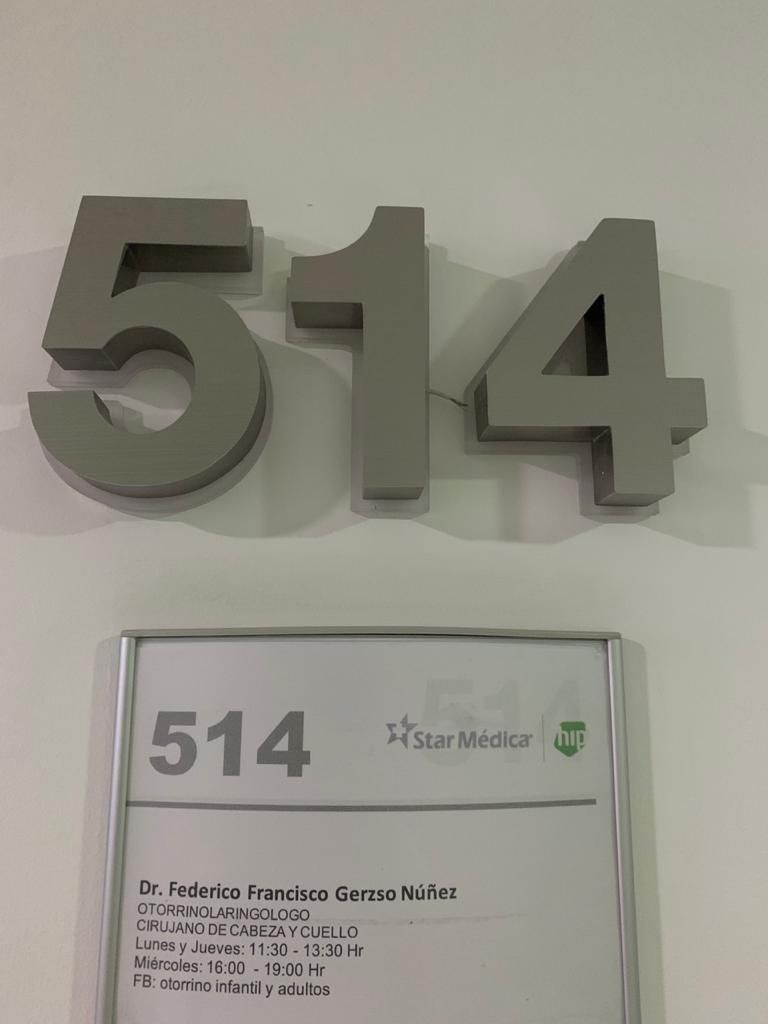 514
514
Star Médica
hip
Dr. Federico Francisco Gerzso Núñez
OTORRINOLARINGOLOGO
CIRUJANO DE CABEZA Y CUELLO
Lunes y Jueves: 11:30 - 13:30 Hr
Miércoles: 16:00 - 19:00 Hr
FB: otorrino infantil y adultos